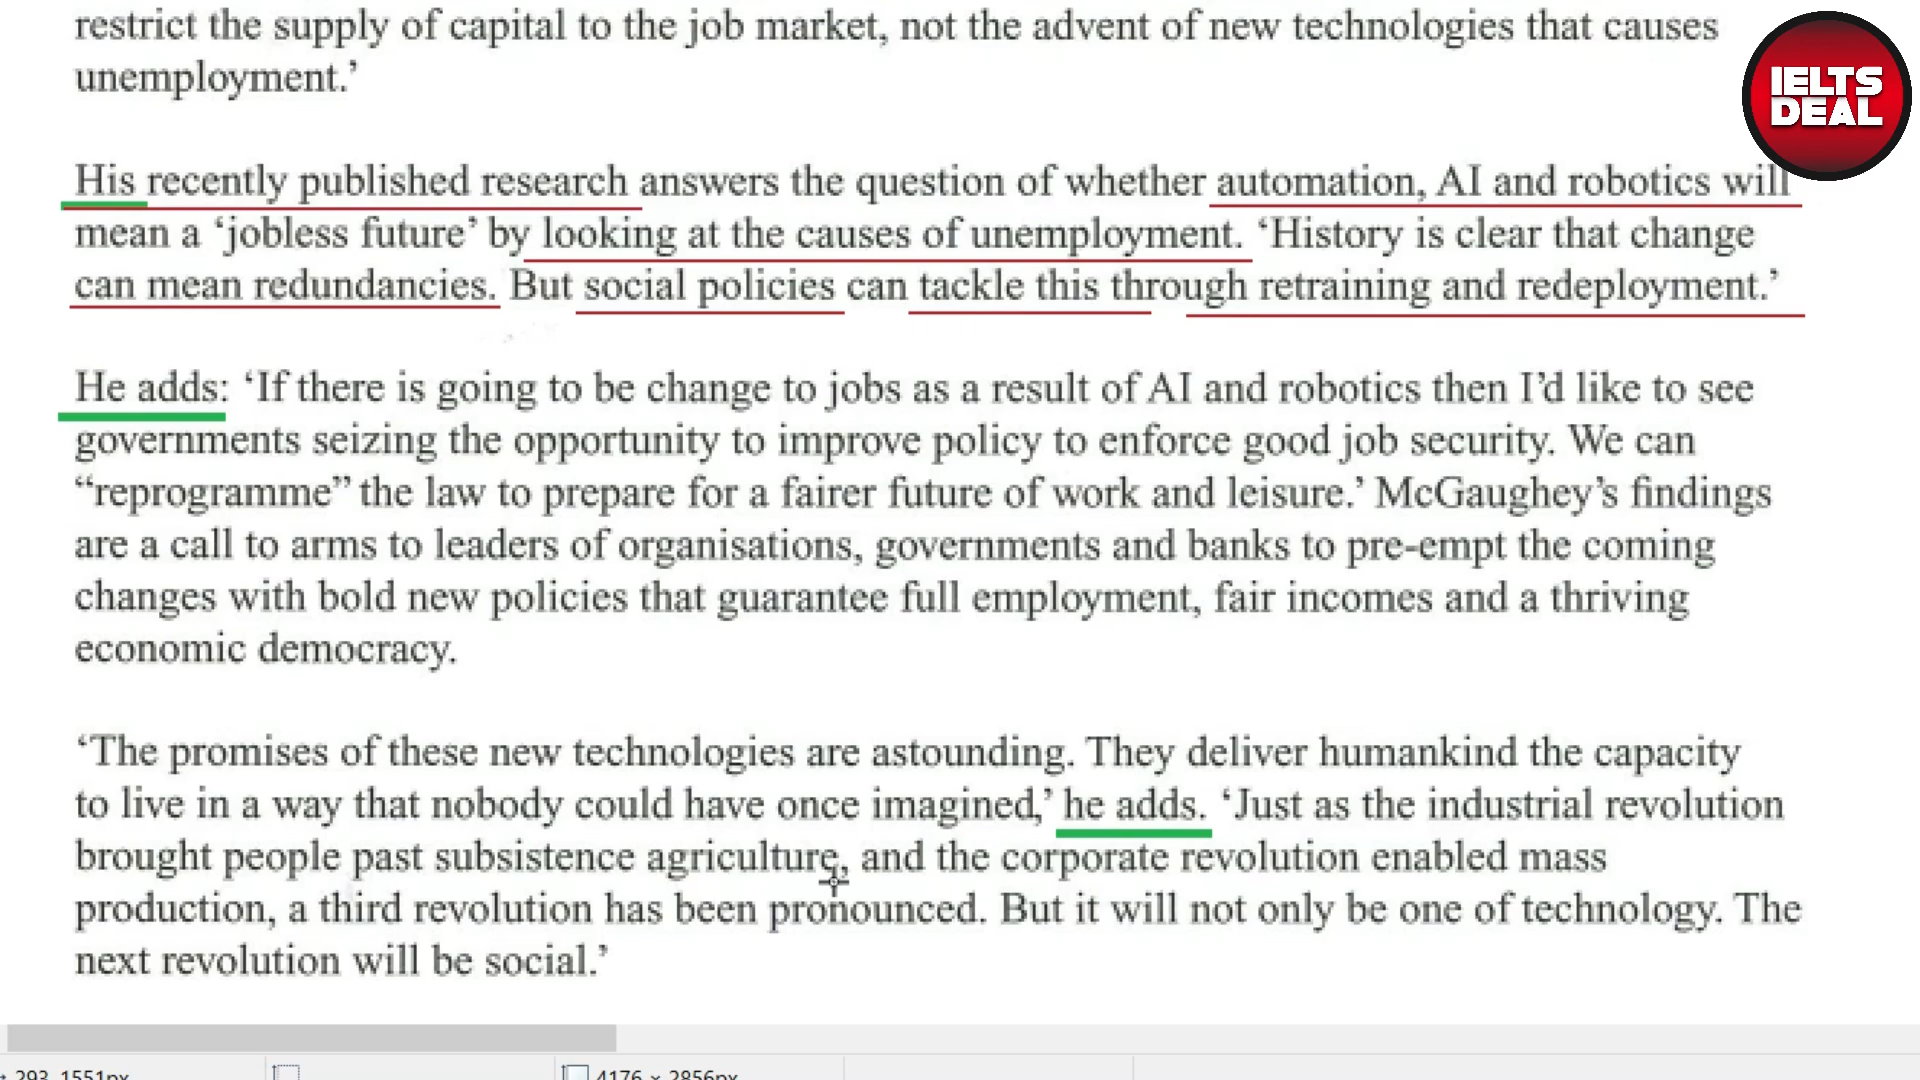 restrict the supply of capital to the job market, not the advent of new technologies that causes
unemployment.’
IELTS
DEAL
His recently published research answers the question of whether automation, AI and robotics will
mean a ‘jobless future’ by looking at the causes of unemployment. ‘History is clear that change
can mean redundancies. But social policies can tackle this through retraining and redeployment.’
He adds: ‘If there is going to be change to jobs as a result of AI and robotics then I’d like to see
governments seizing the opportunity to improve policy to enforce good job security. We can
“reprogramme” the law to prepare for a fairer future of work and leisure.’ McGaughey’s findings
are a call to arms to leaders of organisations, governments and banks to pre-empt the coming
changes with bold new policies that guarantee full employment, fair incomes and a thriving
economic democracy.
‘The promises of these new technologies are astounding. They deliver humankind the capacity
to live in a way that nobody could have once imagined,’ he adds. ‘Just as the industrial revolution
brought people past subsistence agriculture, and the corporate revolution enabled mass
production, a third revolution has been pronounced. But it will not only be one of technology. The
next revolution will be social.’
293, 1551px
4176 × 2856px